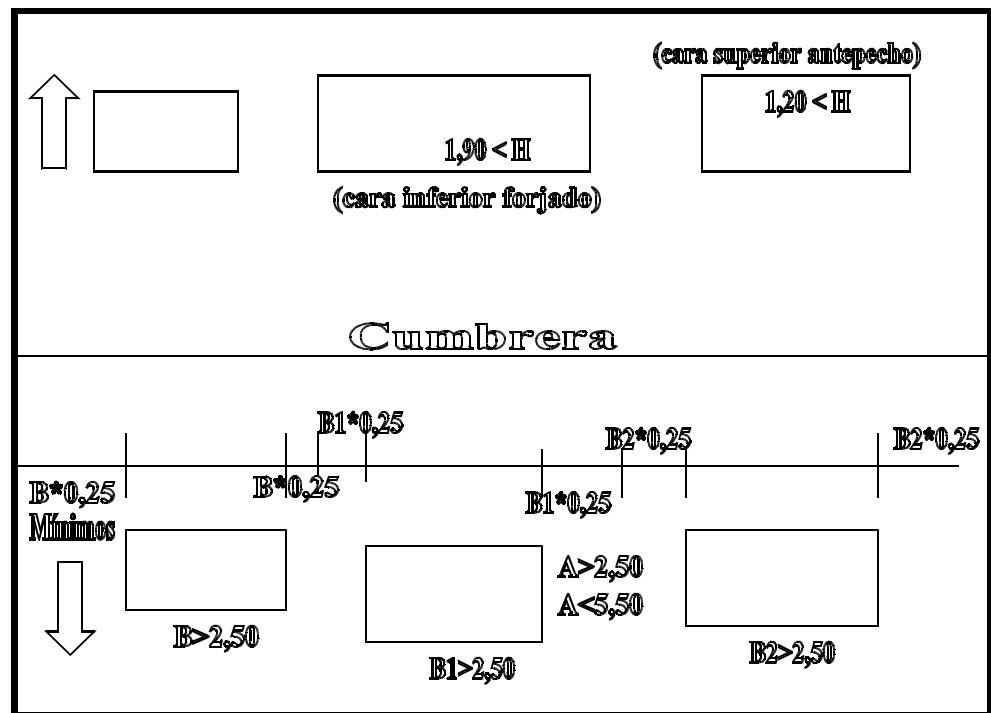 (cara superior antepecho)
1,20 < H
1,90 < H
(cara inferior forjado)
Cumbrera
B1*0,25
B2*0,25
B2*0,25
B*0,25
B*0,25
B1*0,25
Mínimos
A>2,50
A<5,50
B>2,50
B1>2,50
B2>2,50